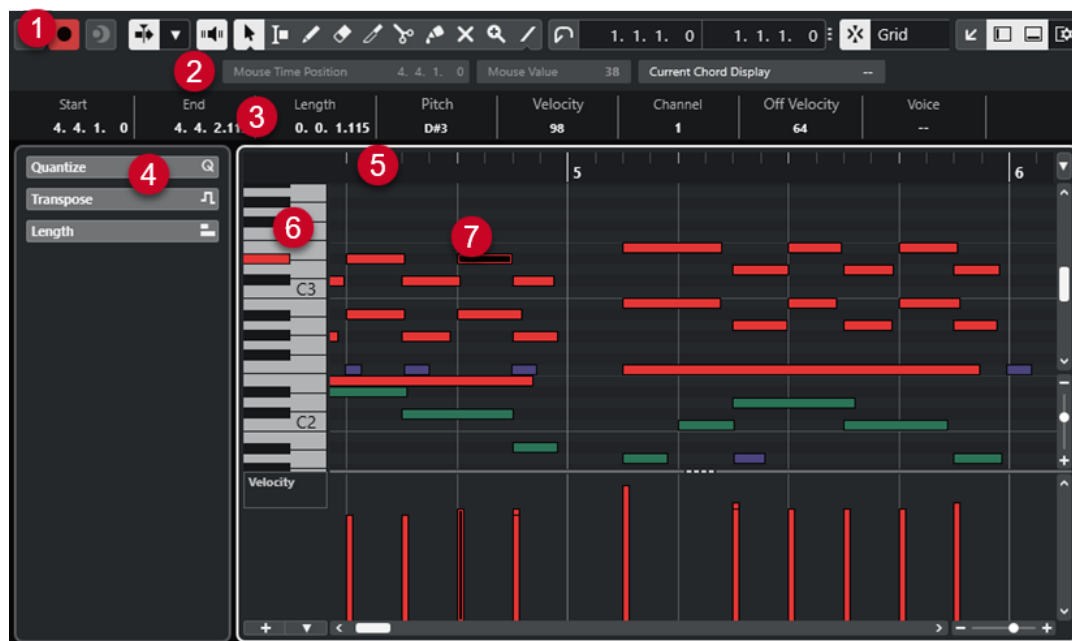 1
1. 1. 1. 0 1. 1. 1. 0 Grid
2 Mouse Time Position 4. 4. 1. 0 Mouse Value 38 Current Chord Display --
Start End Length Pitch Velocity Channel Off Velocity Voice
4. 4. 1. 0 4. 4. 2.11 3 0. 0. 1.115 D#3 98 1 64 --
Quantize Q 4
Transpose
Length
5 5 6
6 7
C3
C2
Velocity